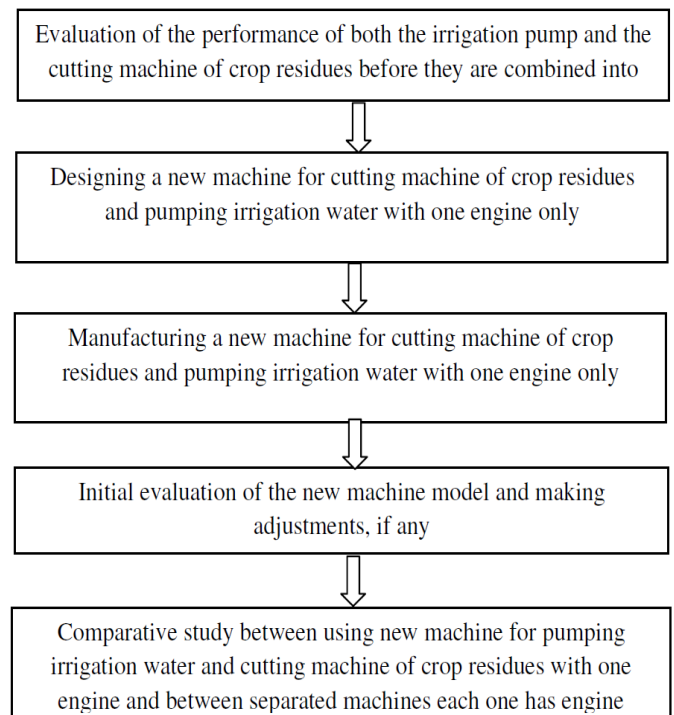 Evaluation of the performance of both the irrigation pump and the
cutting machine of crop residues before they are combined into
Designing a new machine for cutting machine of crop residues
and pumping irrigation water with one engine only
Manufacturing a new machine for cutting machine of crop
residues and pumping irrigation water with one engine only
Initial evaluation of the new machine model and making
adjustments, if any
Comparative study between using new machine for pumping
irrigation water and cutting machine of crop residues with one
engine and between separated machines each one has engine